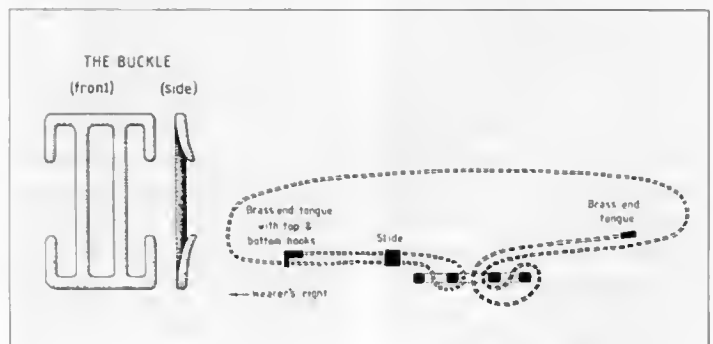 THE BUCKLE
(front) (side)
Brass end tongue
with top &
bottom hooks
Slide
Brass end
tongue
← wearer's right